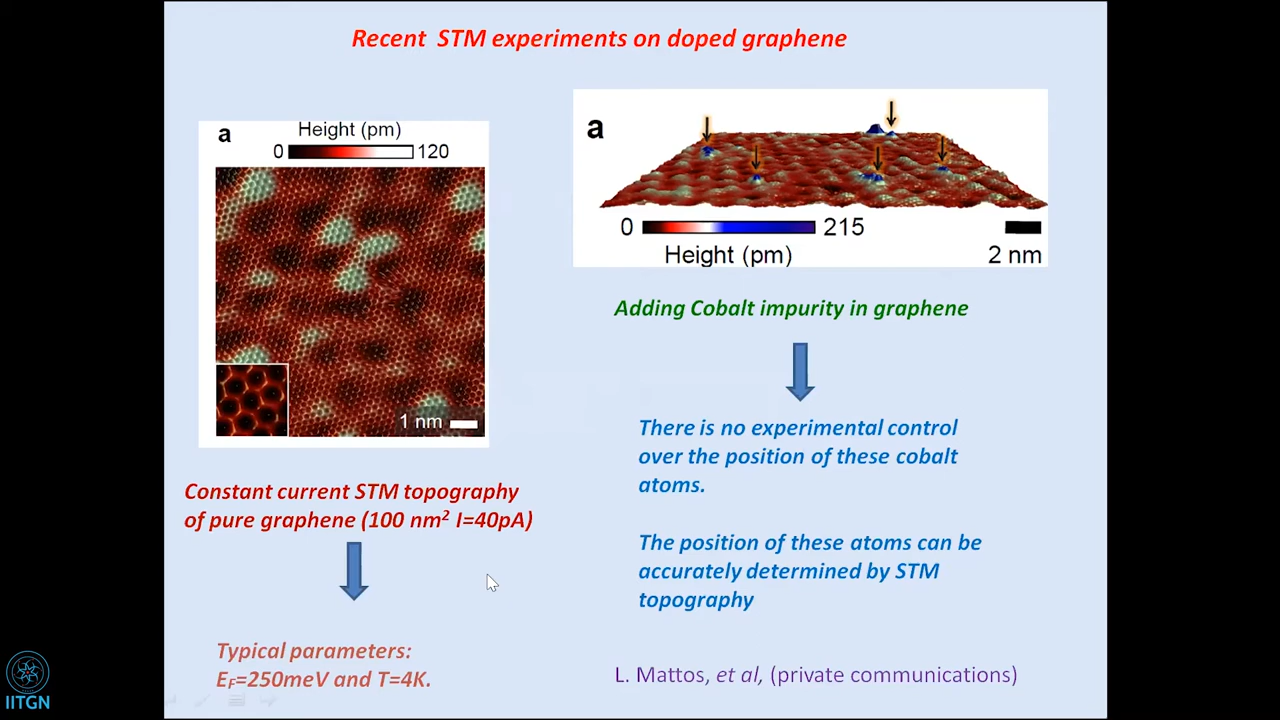 Recent STM experiments on doped graphene
a
Height (pm)
0 120
1 nm
Constant current STM topography
of pure graphene (100 nm² I=40pA)
Typical parameters:
E_F=250meV and T=4K.
a
0 215
Height (pm)
2 nm
Adding Cobalt impurity in graphene
There is no experimental control
over the position of these cobalt
atoms.
The position of these atoms can be
accurately determined by STM
topography
L. Mattos, et al, (private communications)
IITGN